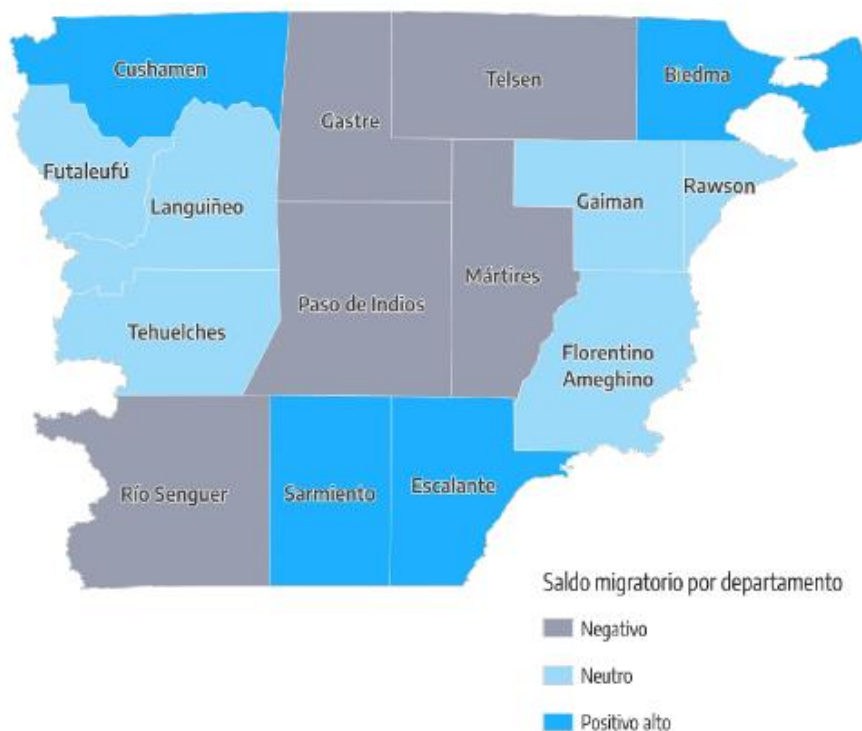 Cushamen
Telsen
Biedma
Gastre
Futaleufú
Languiñeo
Gaiman
Rawson
Mártires
Paso de Indios
Tehuelches
Florentino
Ameghino
Río Senguer
Sarmiento
Escalante
Saldo migratorio por departamento
Negativo
Neutro
Positivo alto